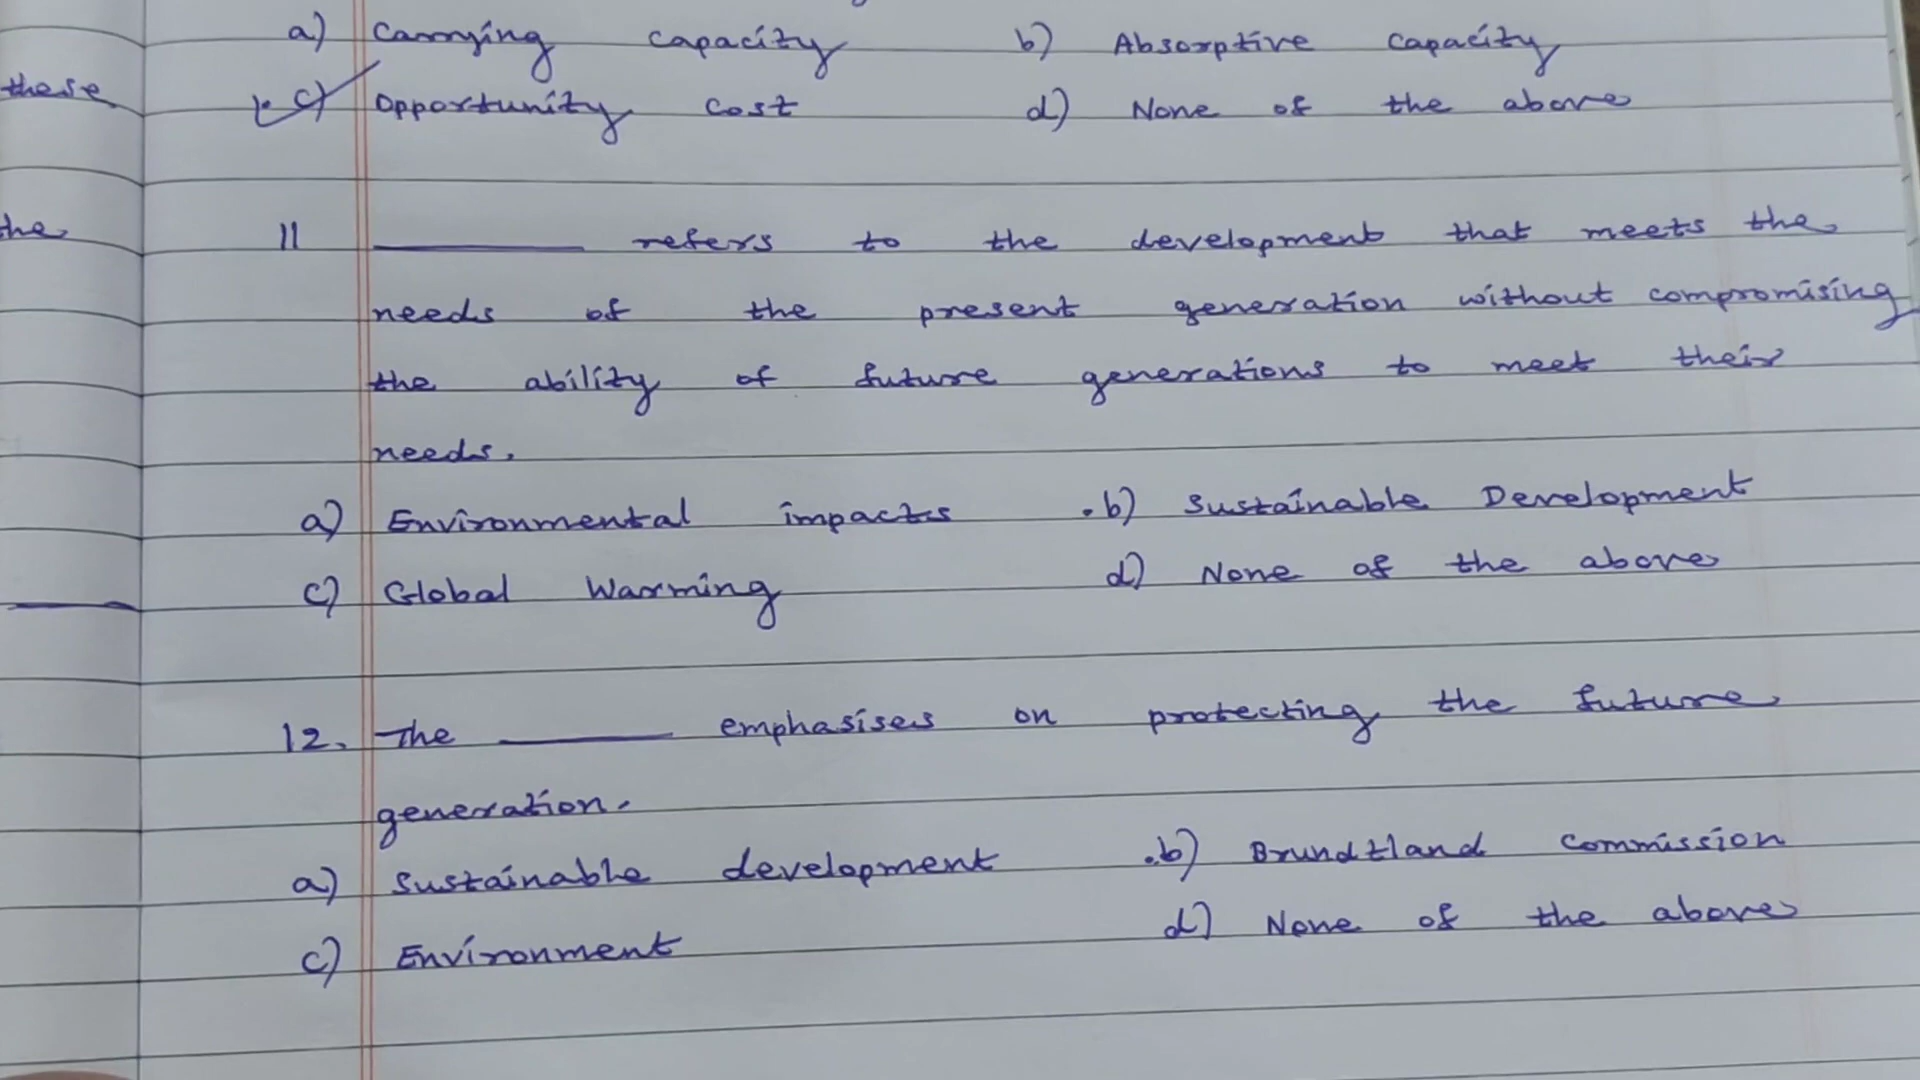 a) Carrying capacity b) Absorptive capacity
these
c) Opportunity cost d) None of the above
the
11 ________ refers to the development that meets the
needs of the present generation without compromising
the ability of future generations to meet their
needs.
a) Environmental impacts .b) Sustainable Development
c) Global Warming d) None of the above
12. The ________ emphasises on protecting the future
generation.
a) Sustainable development .b) Brundtland Commission
c) Environment d) None of the above